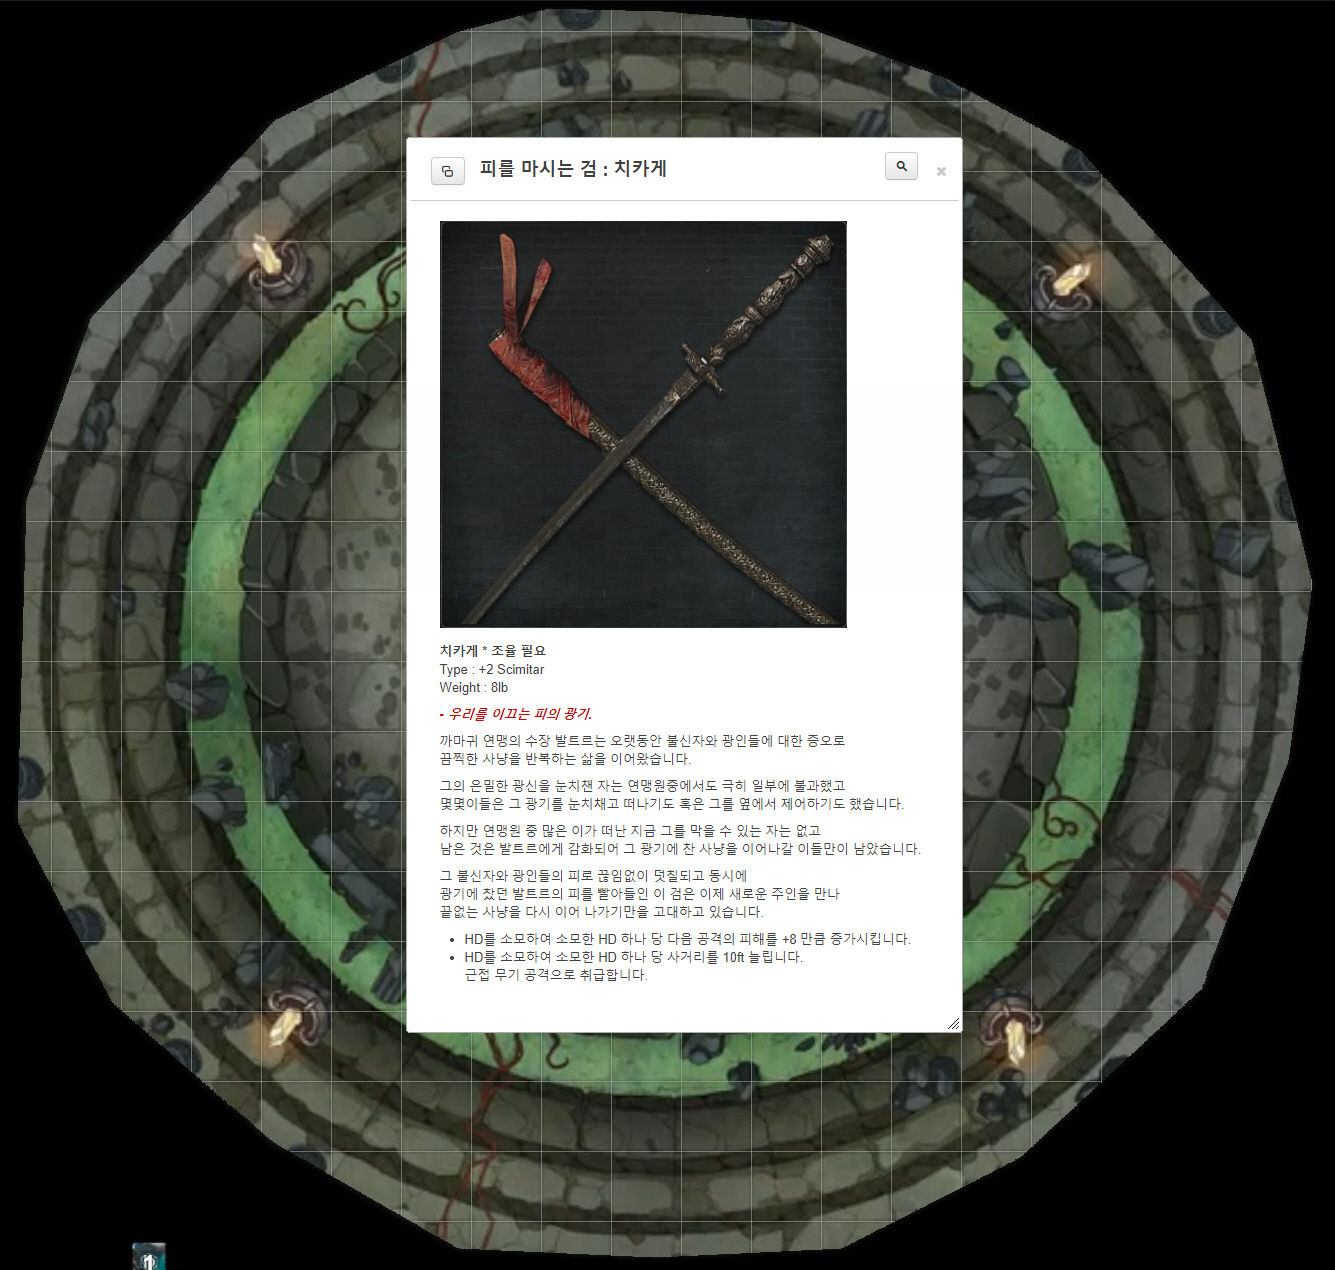 피를 마시는 검 : 치카게
치카게 * 조율 필요
Type : +2 Scimitar
Weight : 8lb
- 우리를 이끄는 피의 광기.
까마귀 연맹의 수장 발트르는 오랫동안 불신자와 광인들에 대한 증오로
끔찍한 사냥을 반복하는 삶을 이어왔습니다.
그의 은밀한 광신을 눈치챈 자는 연맹원중에서도 극히 일부에 불과했고
몇몇이들은 그 광기를 눈치채고 떠나기도 혹은 그를 옆에서 제어하기도 했습니다.
하지만 연맹원 중 많은 이가 떠난 지금 그를 막을 수 있는 자는 없고
남은 것은 발트르에게 감화되어 그 광기에 찬 사냥을 이어나갈 이들만이 남았습니다.
그 불신자와 광인들의 피로 끊임없이 덧칠되고 동시에
광기에 찼던 발트르의 피를 빨아들인 이 검은 이제 새로운 주인을 만나
끝없는 사냥을 다시 이어 나가기만을 고대하고 있습니다.
• HD를 소모하여 소모한 HD 하나 당 다음 공격의 피해를 +8 만큼 증가시킵니다.
• HD를 소모하여 소모한 HD 하나 당 사거리를 10ft 늘립니다.
근접 무기 공격으로 취급합니다.
1